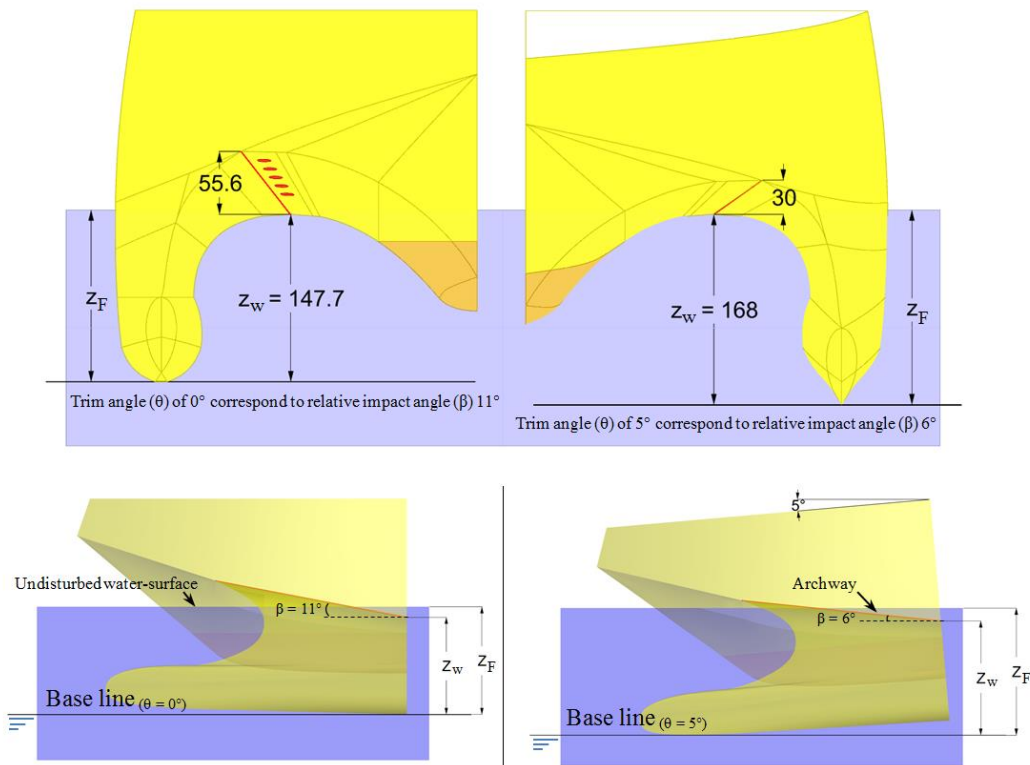 55.6
30
z_F
z_w = 147.7
z_w = 168
z_F
Trim angle (θ) of 0° correspond to relative impact angle (β) 11°
Trim angle (θ) of 5° correspond to relative impact angle (β) 6°
5°
Undisturbed water-surface
Archway
β = 11°
β = 6°
z_w
z_F
z_w
z_F
Base line (θ = 0°)
Base line (θ = 5°)